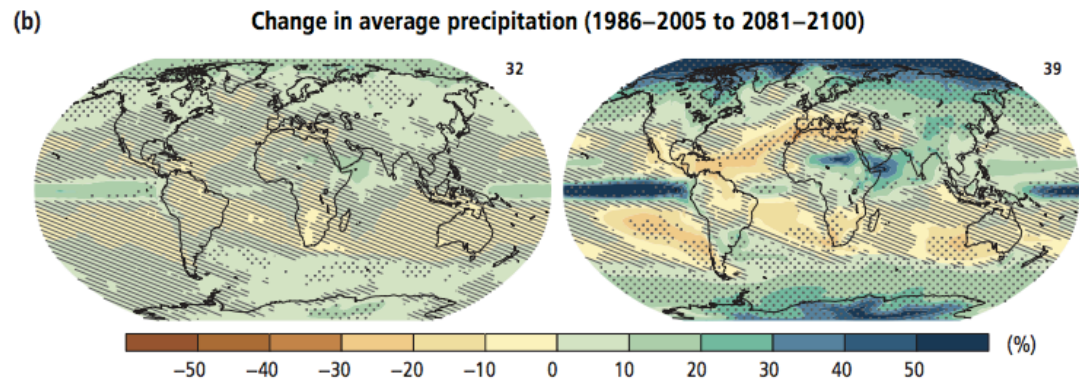 (b) Change in average precipitation (1986–2005 to 2081–2100)
32 39
−50 −40 −30 −20 −10 0 10 20 30 40 50 (%)